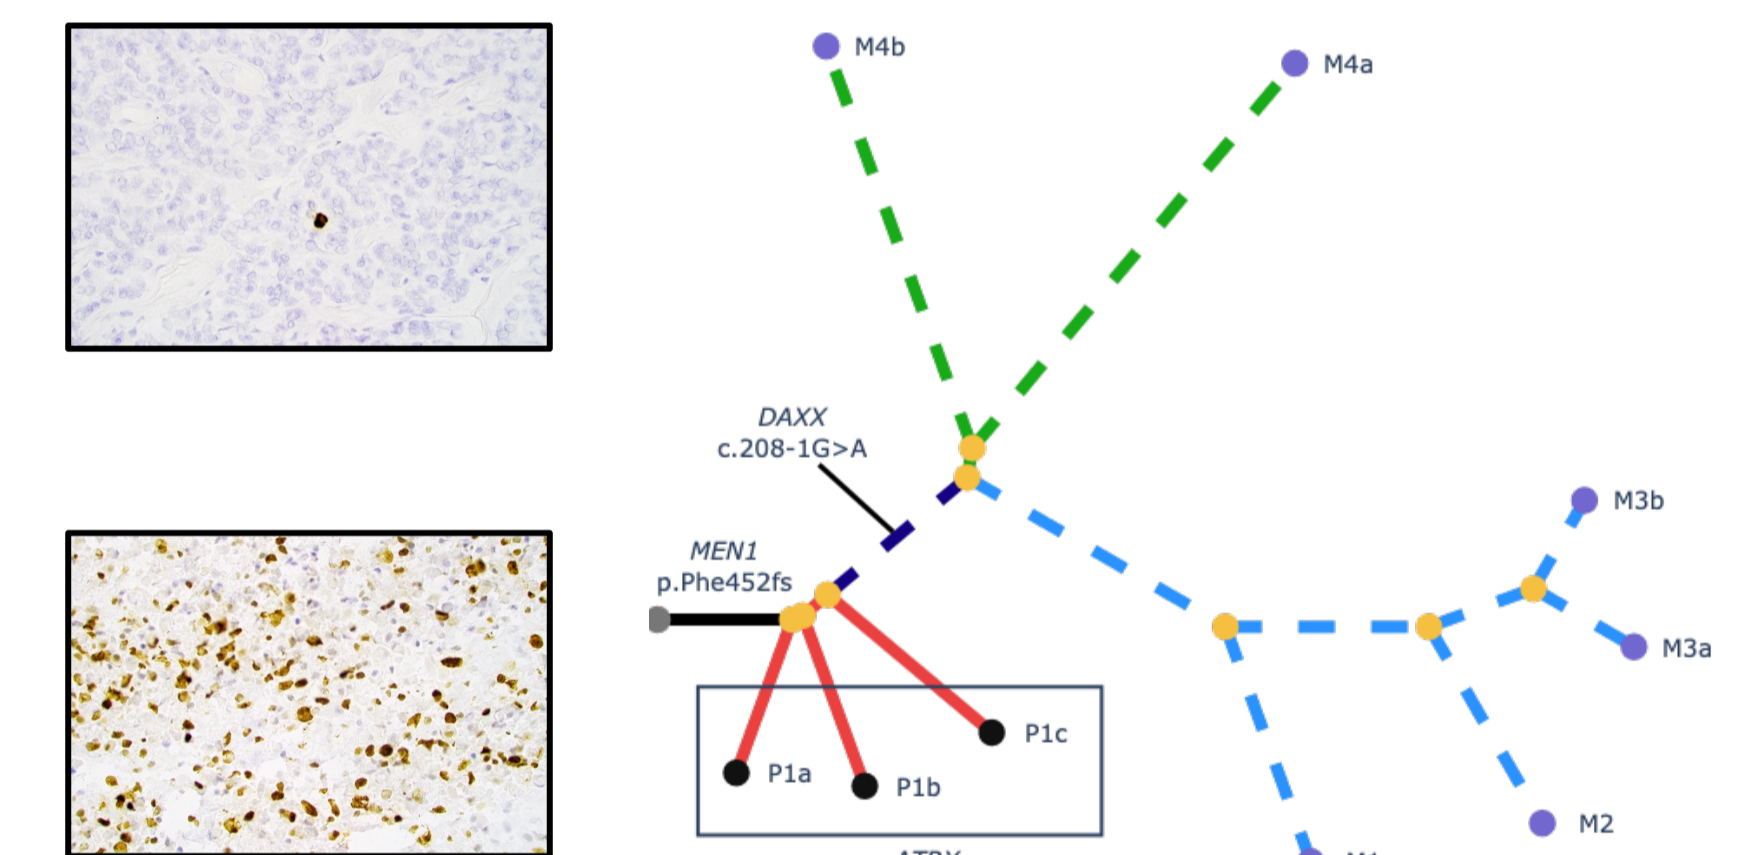 M4b
M4a
DAXX
c.208-1G>A
MEN1
p.Phe452fs
M3b
M3a
P1c
P1a
P1b
M2